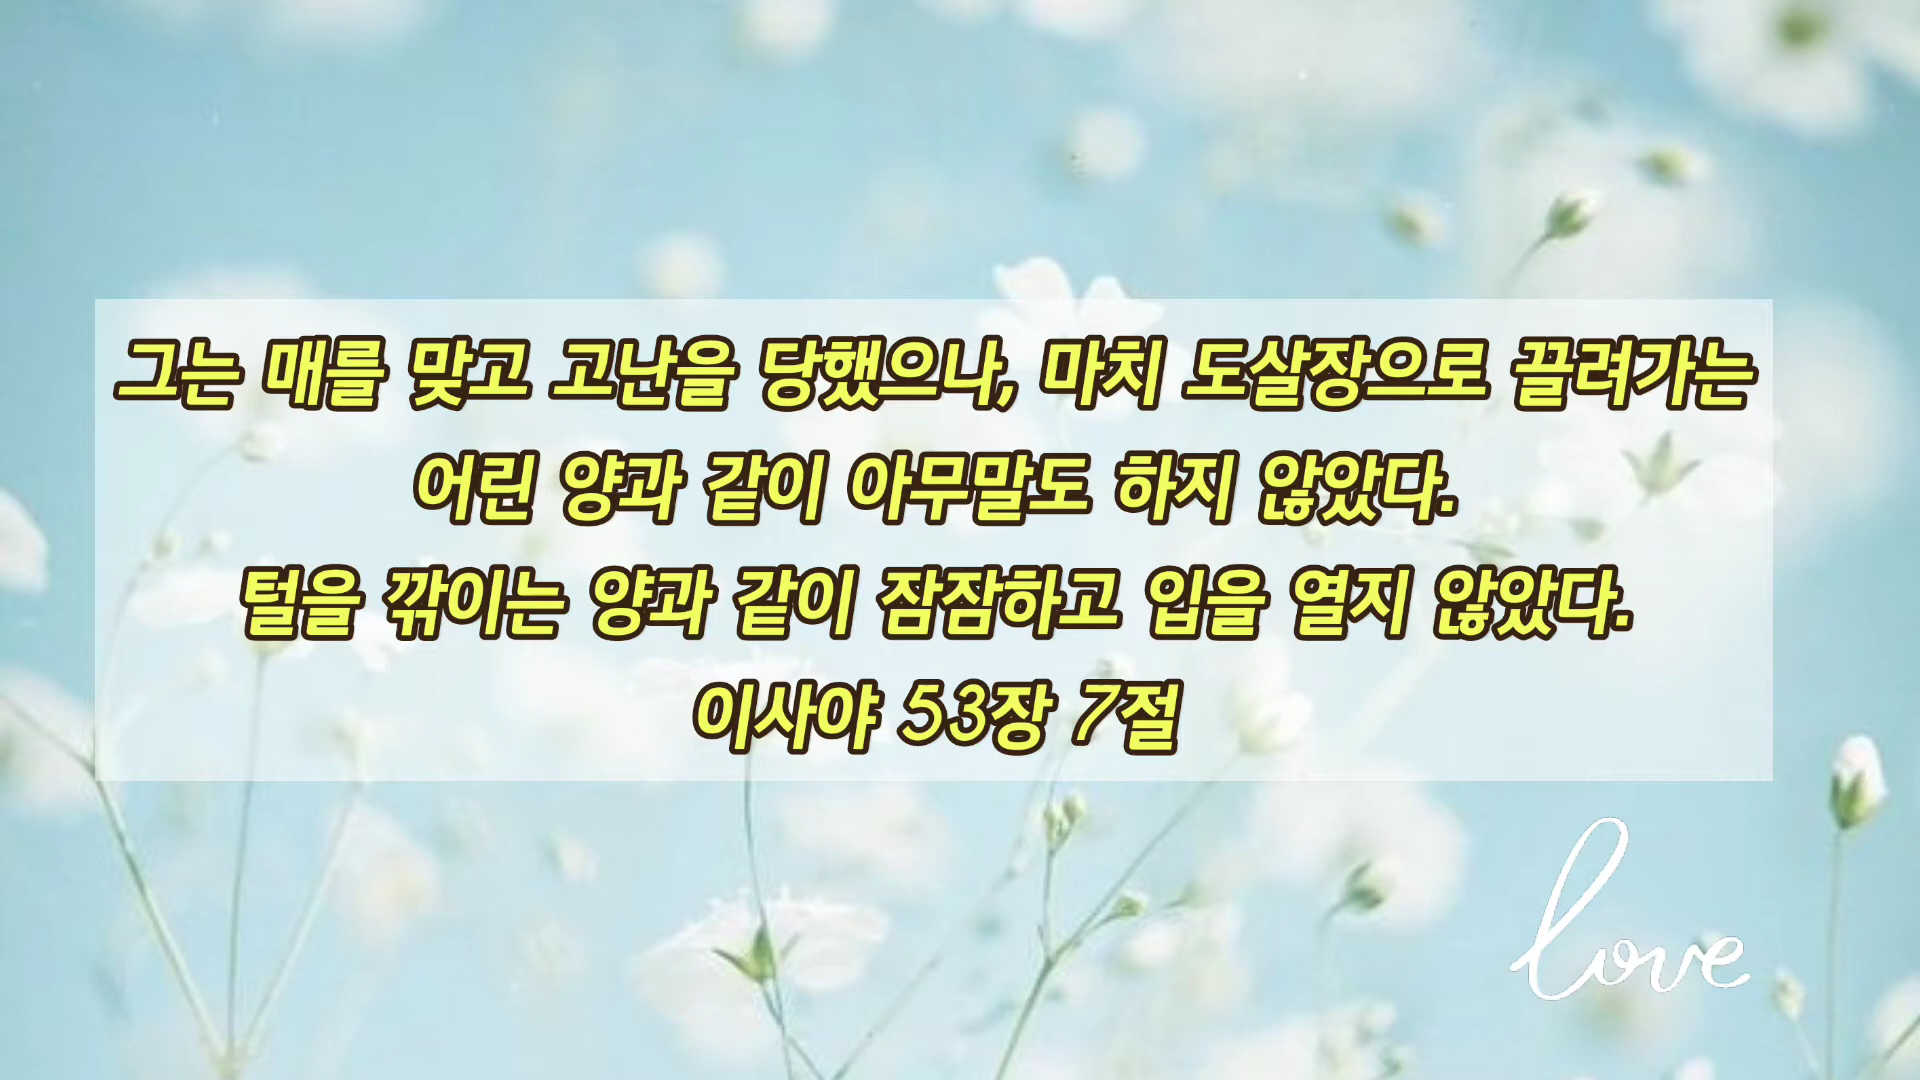 그는 매를 맞고 고난을 당했으나, 마치 도살장으로 끌려가는
어린 양과 같이 아무말도 하지 않았다.
털을 깎이는 양과 같이 잠잠하고 입을 열지 않았다.
이사야 53장 7절
love